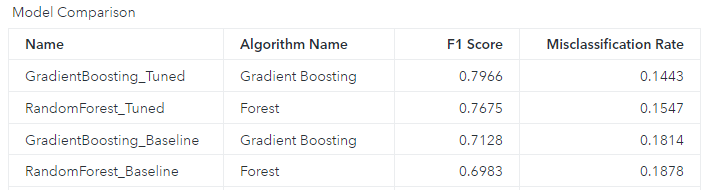 Model Comparison
Name Algorithm Name F1 Score Misclassification Rate
GradientBoosting_Tuned Gradient Boosting 0.7966 0.1443
RandomForest_Tuned Forest 0.7675 0.1547
GradientBoosting_Baseline Gradient Boosting 0.7128 0.1814
RandomForest_Baseline Forest 0.6983 0.1878